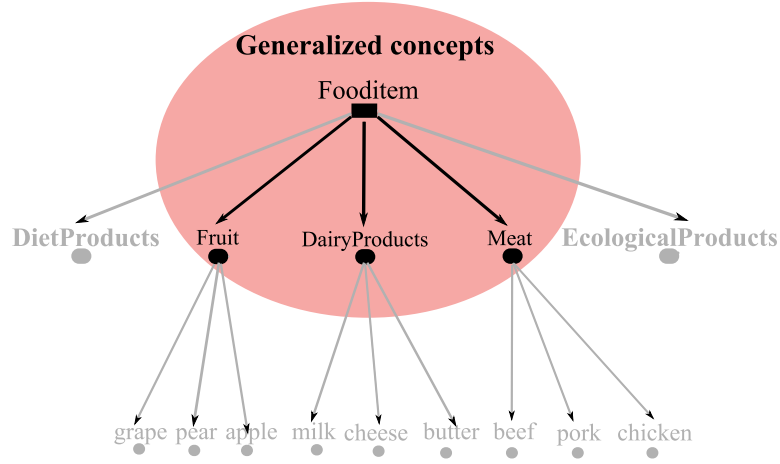 Generalized concepts
Fooditem
DietProducts Fruit DairyProducts Meat EcologicalProducts
grape pear apple milk cheese butter beef pork chicken